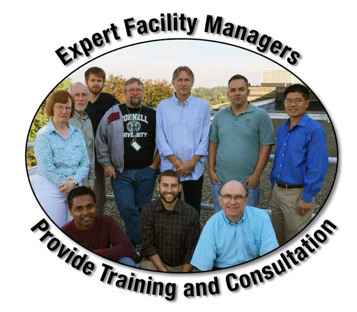 Expert Facility Managers
CORNELL
UNIVERSITY
Provide Training and Consultation